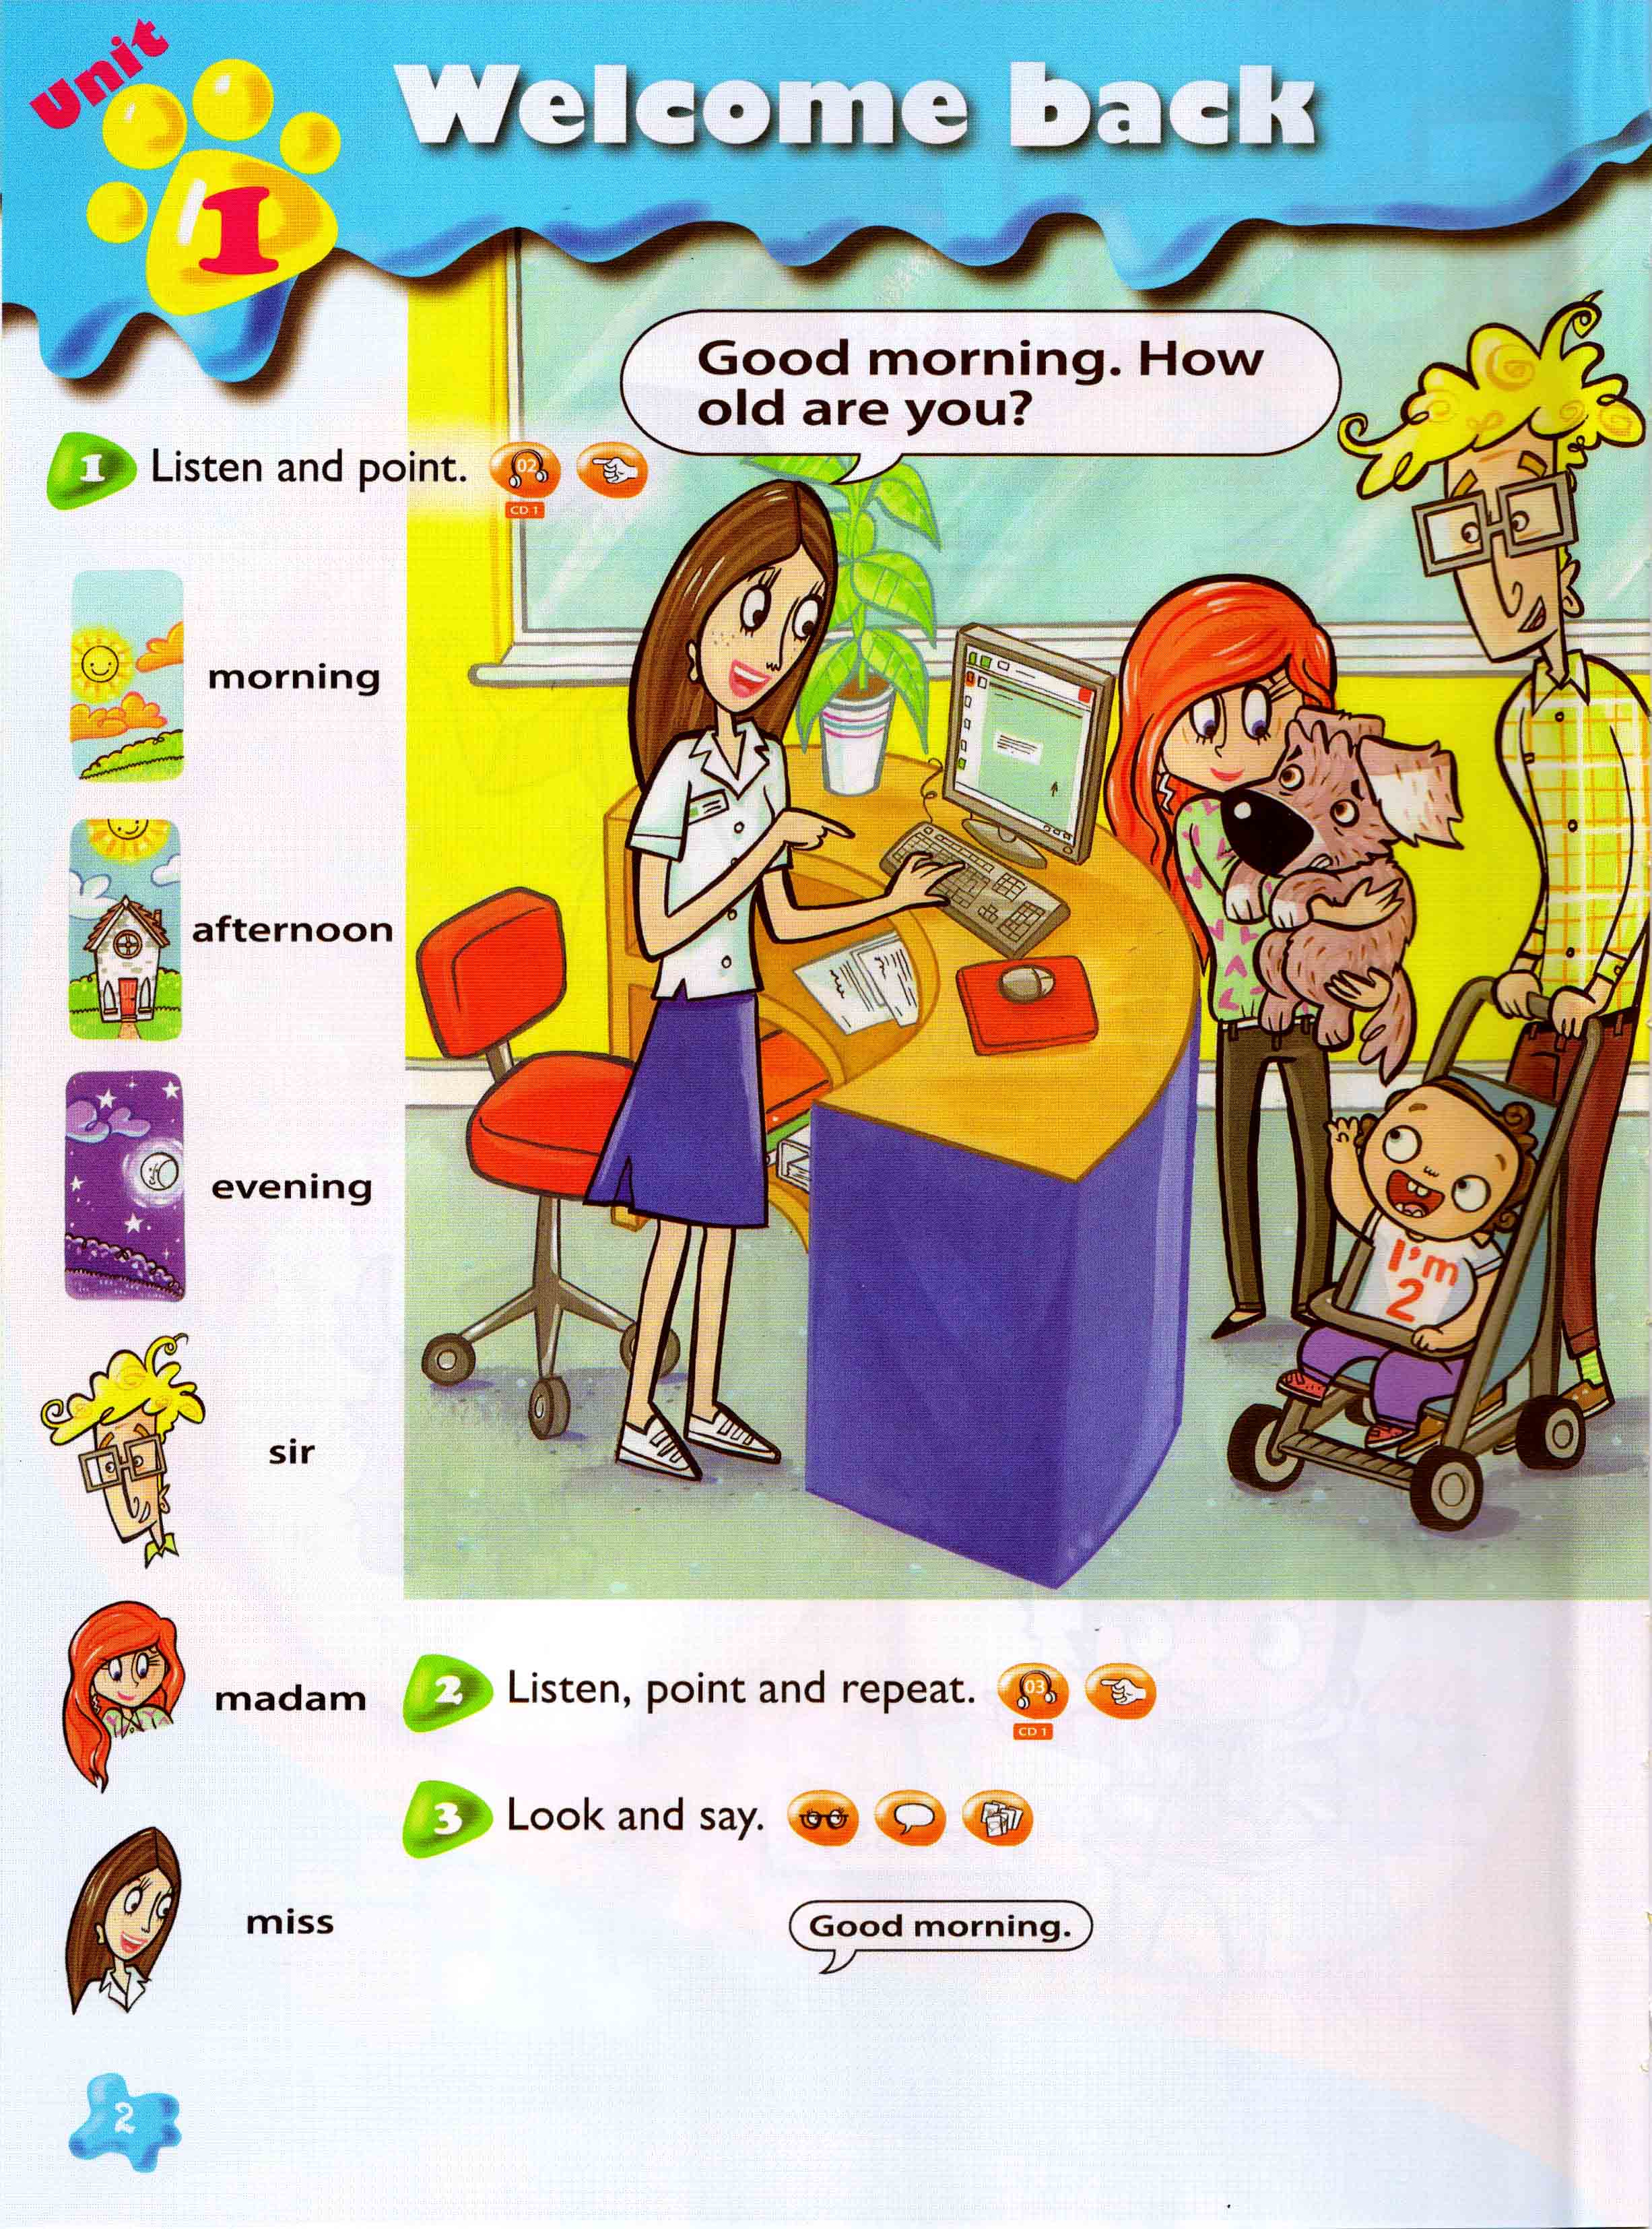 Unit
1
Welcome back
Good morning. How
old are you?
1 Listen and point. 02
CD 1
morning
afternoon
evening
sir
madam
miss
I'm
2
2 Listen, point and repeat. 03
CD 1
3 Look and say.
Good morning.
2